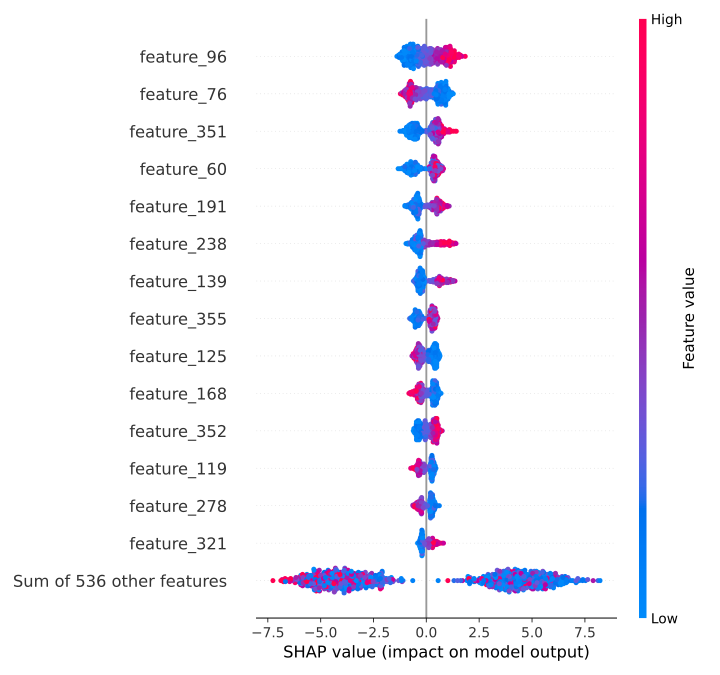 High
feature_96
feature_76
feature_351
feature_60
feature_191
feature_238
feature_139
feature_355
feature_125
feature_168
feature_352
feature_119
feature_278
feature_321
Sum of 536 other features
Feature value
Low
−7.5 −5.0 −2.5 0.0 2.5 5.0 7.5
SHAP value (impact on model output)